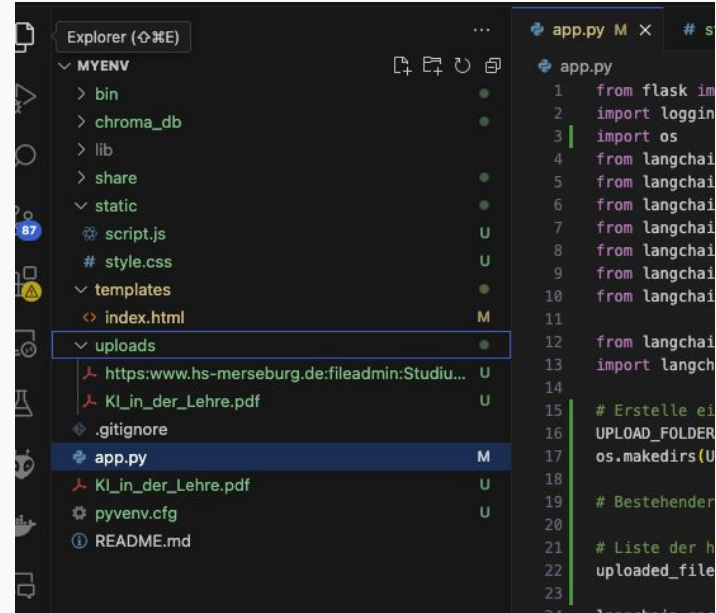 Explorer (⇧⌘E)
...
MYENV
bin
chroma_db
lib
share
static
script.js U
# style.css U
templates
<> index.html M
uploads
https:www.hs-merseburg.de:fileadmin:Studiu... U
KI_in_der_Lehre.pdf U
.gitignore
app.py M
KI_in_der_Lehre.pdf U
pyvenv.cfg U
README.md
87
app.py M ×
# s
app.py
1 from flask im
2 import loggin
3 import os
4 from langchai
5 from langchai
6 from langchai
7 from langchai
8 from langchai
9 from langchai
10 from langchai
11
12 from langchai
13 import langch
14
15 # Erstelle ei
16 UPLOAD_FOLDER
17 os.makedirs(U
18
19 # Bestehender
20
21 # Liste der h
22 uploaded_file
23